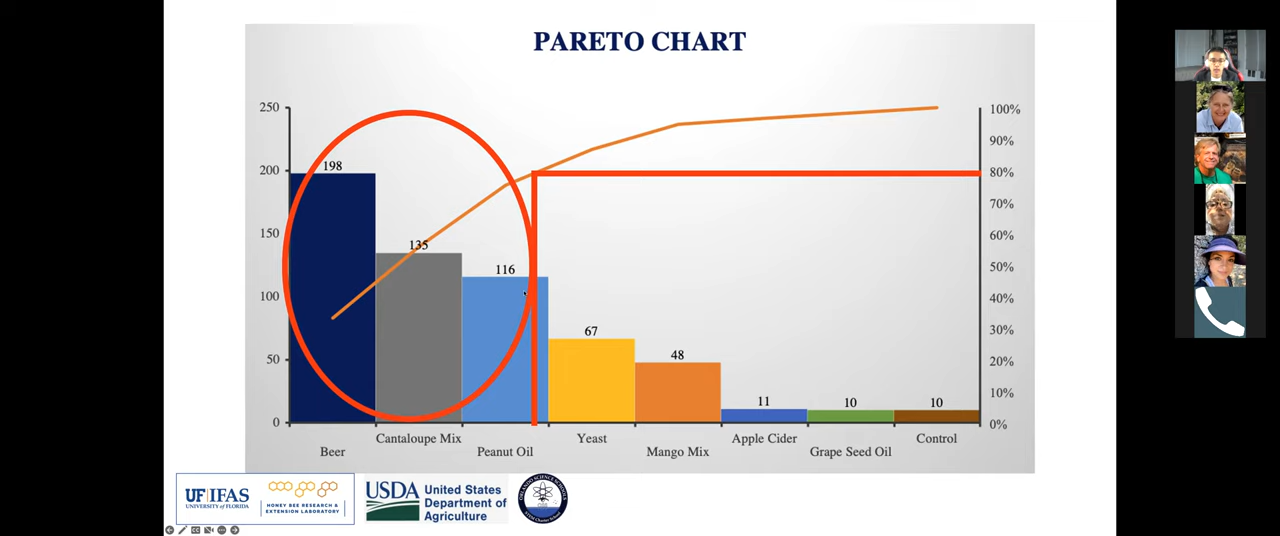 PARETO CHART
250
200
150
100
50
0
198
135
116
67
48
11
10
10
100%
90%
80%
70%
60%
50%
40%
30%
20%
10%
0%
Beer
Cantaloupe Mix
Peanut Oil
Yeast
Mango Mix
Apple Cider
Grape Seed Oil
Control
UF|IFAS
UNIVERSITY of FLORIDA
HONEY BEE RESEARCH &
EXTENSION LABORATORY
USDA
United States
Department of
Agriculture
ORLANDO SCIENCE SCHOOLS